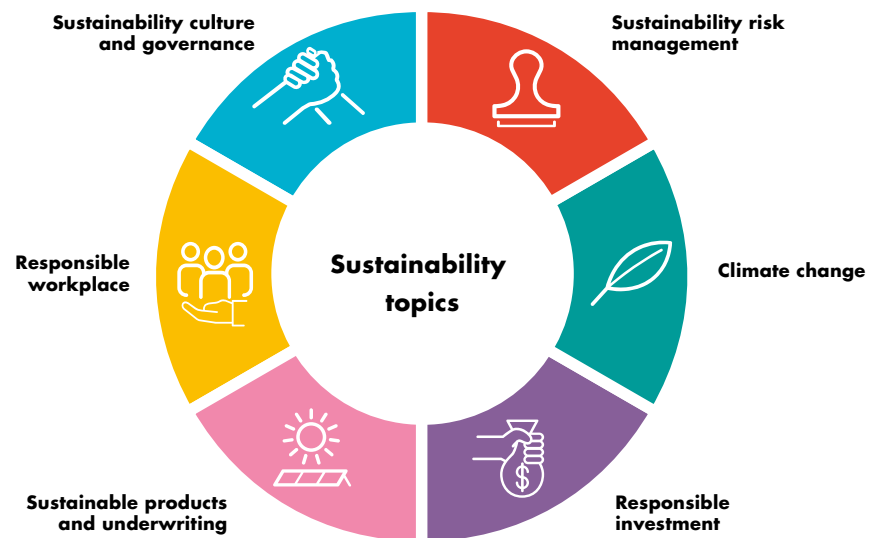 Sustainability culture
and governance
Sustainability risk
management
Responsible
workplace
Sustainability
topics
Climate change
Sustainable products
and underwriting
$
Responsible
investment